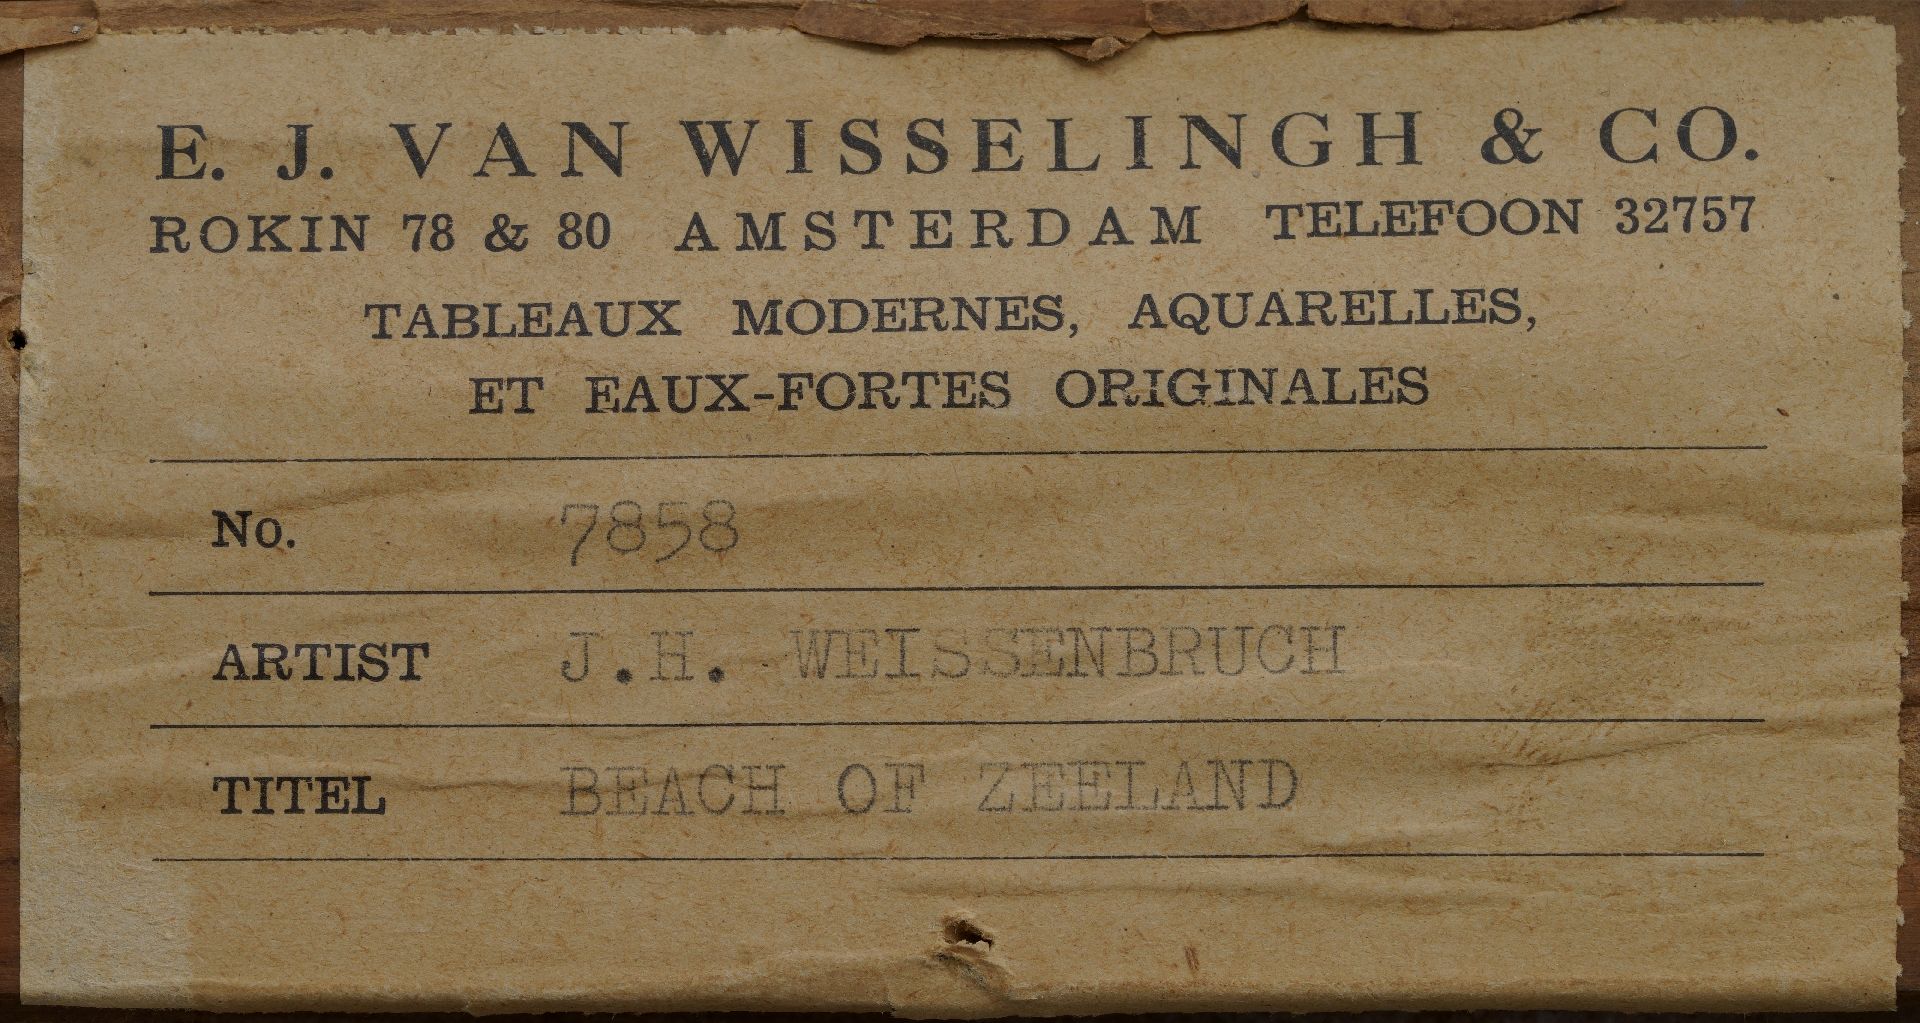 E. J. VAN WISSELINGH & CO.
ROKIN 78 & 80 AMSTERDAM TELEFOON 32757
TABLEAUX MODERNES, AQUARELLES,
ET EAUX-FORTES ORIGINALES
No. 7858
ARTIST J.H. WEISSENBRUCH
TITEL BEACH OF ZEELAND